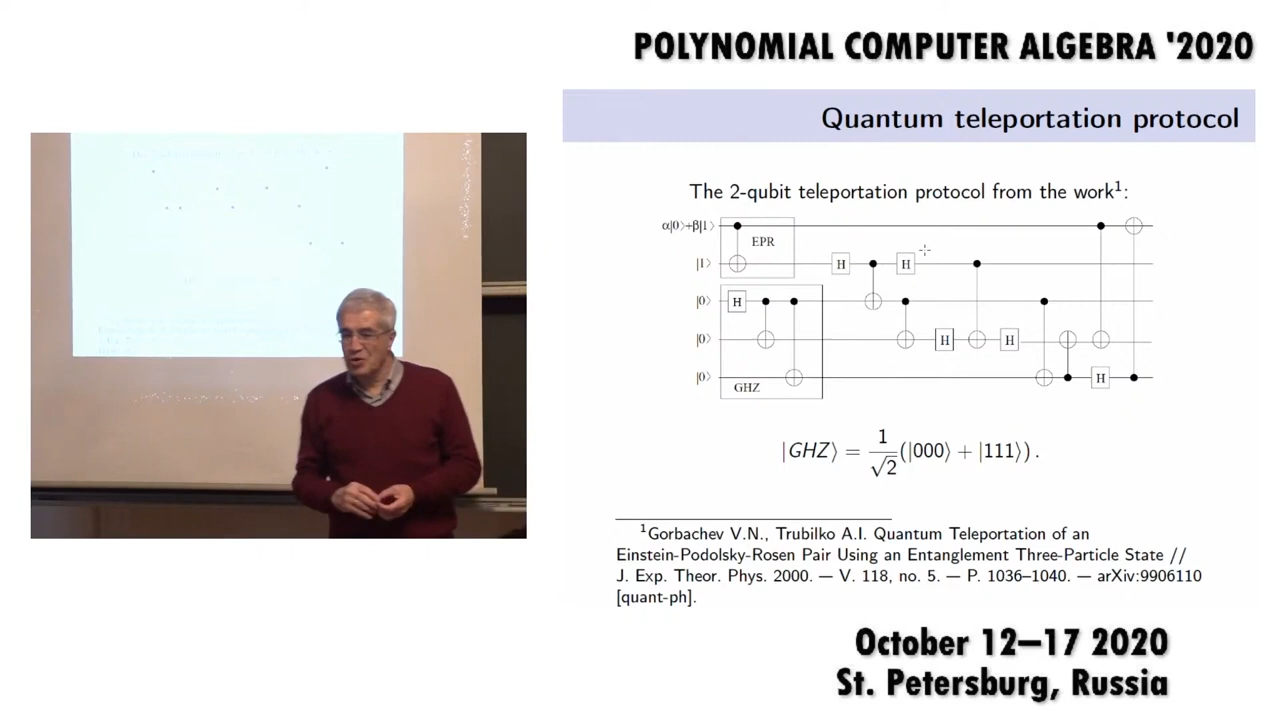 POLYNOMIAL COMPUTER ALGEBRA '2020
Quantum teleportation protocol
The 2-qubit teleportation protocol from the work¹:
α|0⟩+β|1⟩
EPR
|1⟩
H
H
|0⟩
H
|0⟩
H
H
|0⟩
GHZ
H
|GHZ⟩ = 1/√2 (|000⟩ + |111⟩) .
¹Gorbachev V.N., Trubilko A.I. Quantum Teleportation of an
Einstein-Podolsky-Rosen Pair Using an Entanglement Three-Particle State //
J. Exp. Theor. Phys. 2000. — V. 118, no. 5. — P. 1036–1040. — arXiv:9906110
[quant-ph].
October 12–17 2020
St. Petersburg, Russia